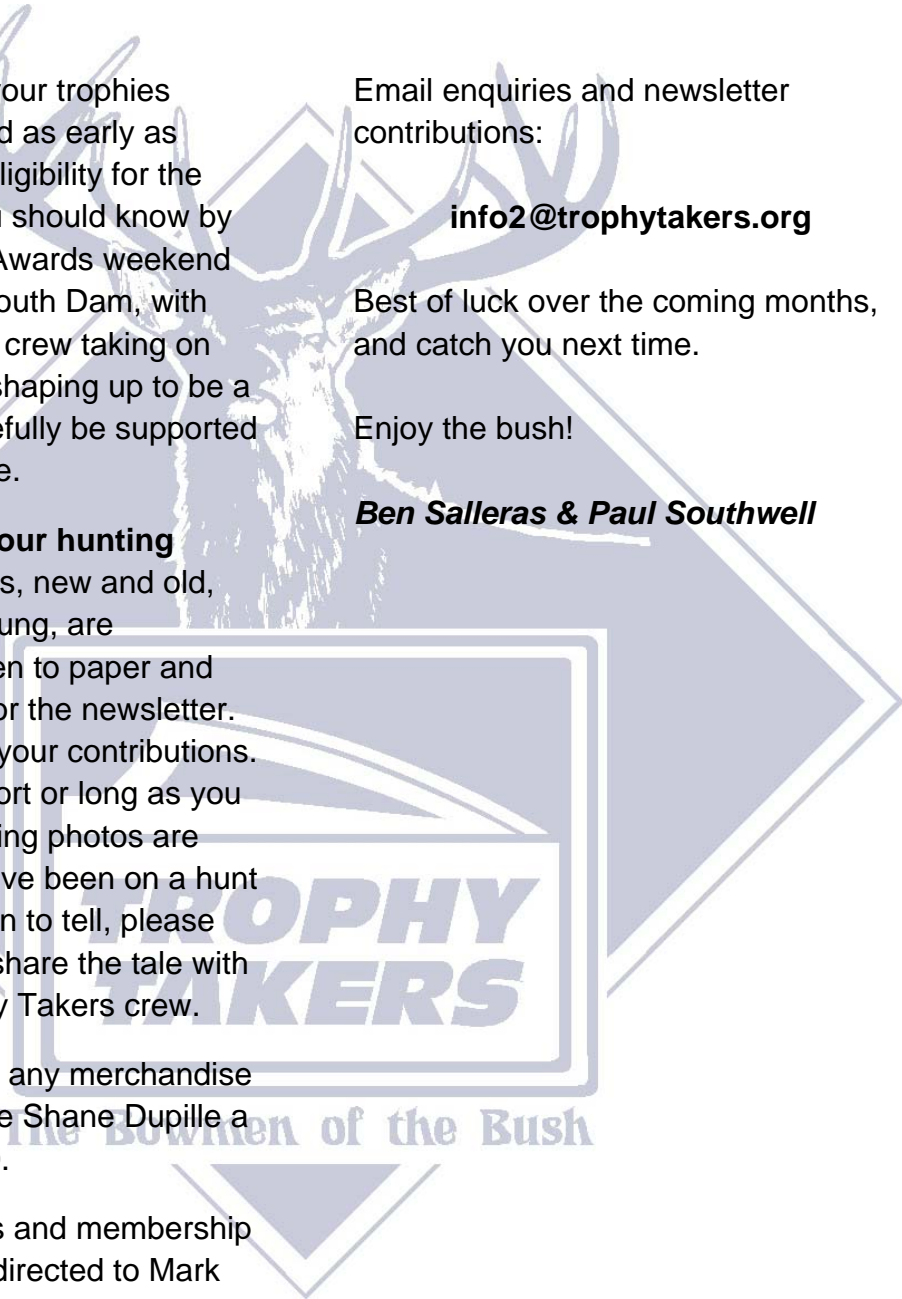 our trophies
d as early as
ligibility for the
u should know by
Awards weekend
outh Dam, with
crew taking on
shaping up to be a
efully be supported
e.
our hunting
s, new and old,
ung, are
en to paper and
or the newsletter.
your contributions.
ort or long as you
ing photos are
ve been on a hunt
n to tell, please
share the tale with
y Takers crew.
any merchandise
e Shane Dupille a
.
s and membership
directed to Mark
Email enquiries and newsletter
contributions:
info2@trophytakers.org
Best of luck over the coming months,
and catch you next time.
Enjoy the bush!
Ben Salleras & Paul Southwell
TROPHY
TAKERS
The Bowmen of the Bush